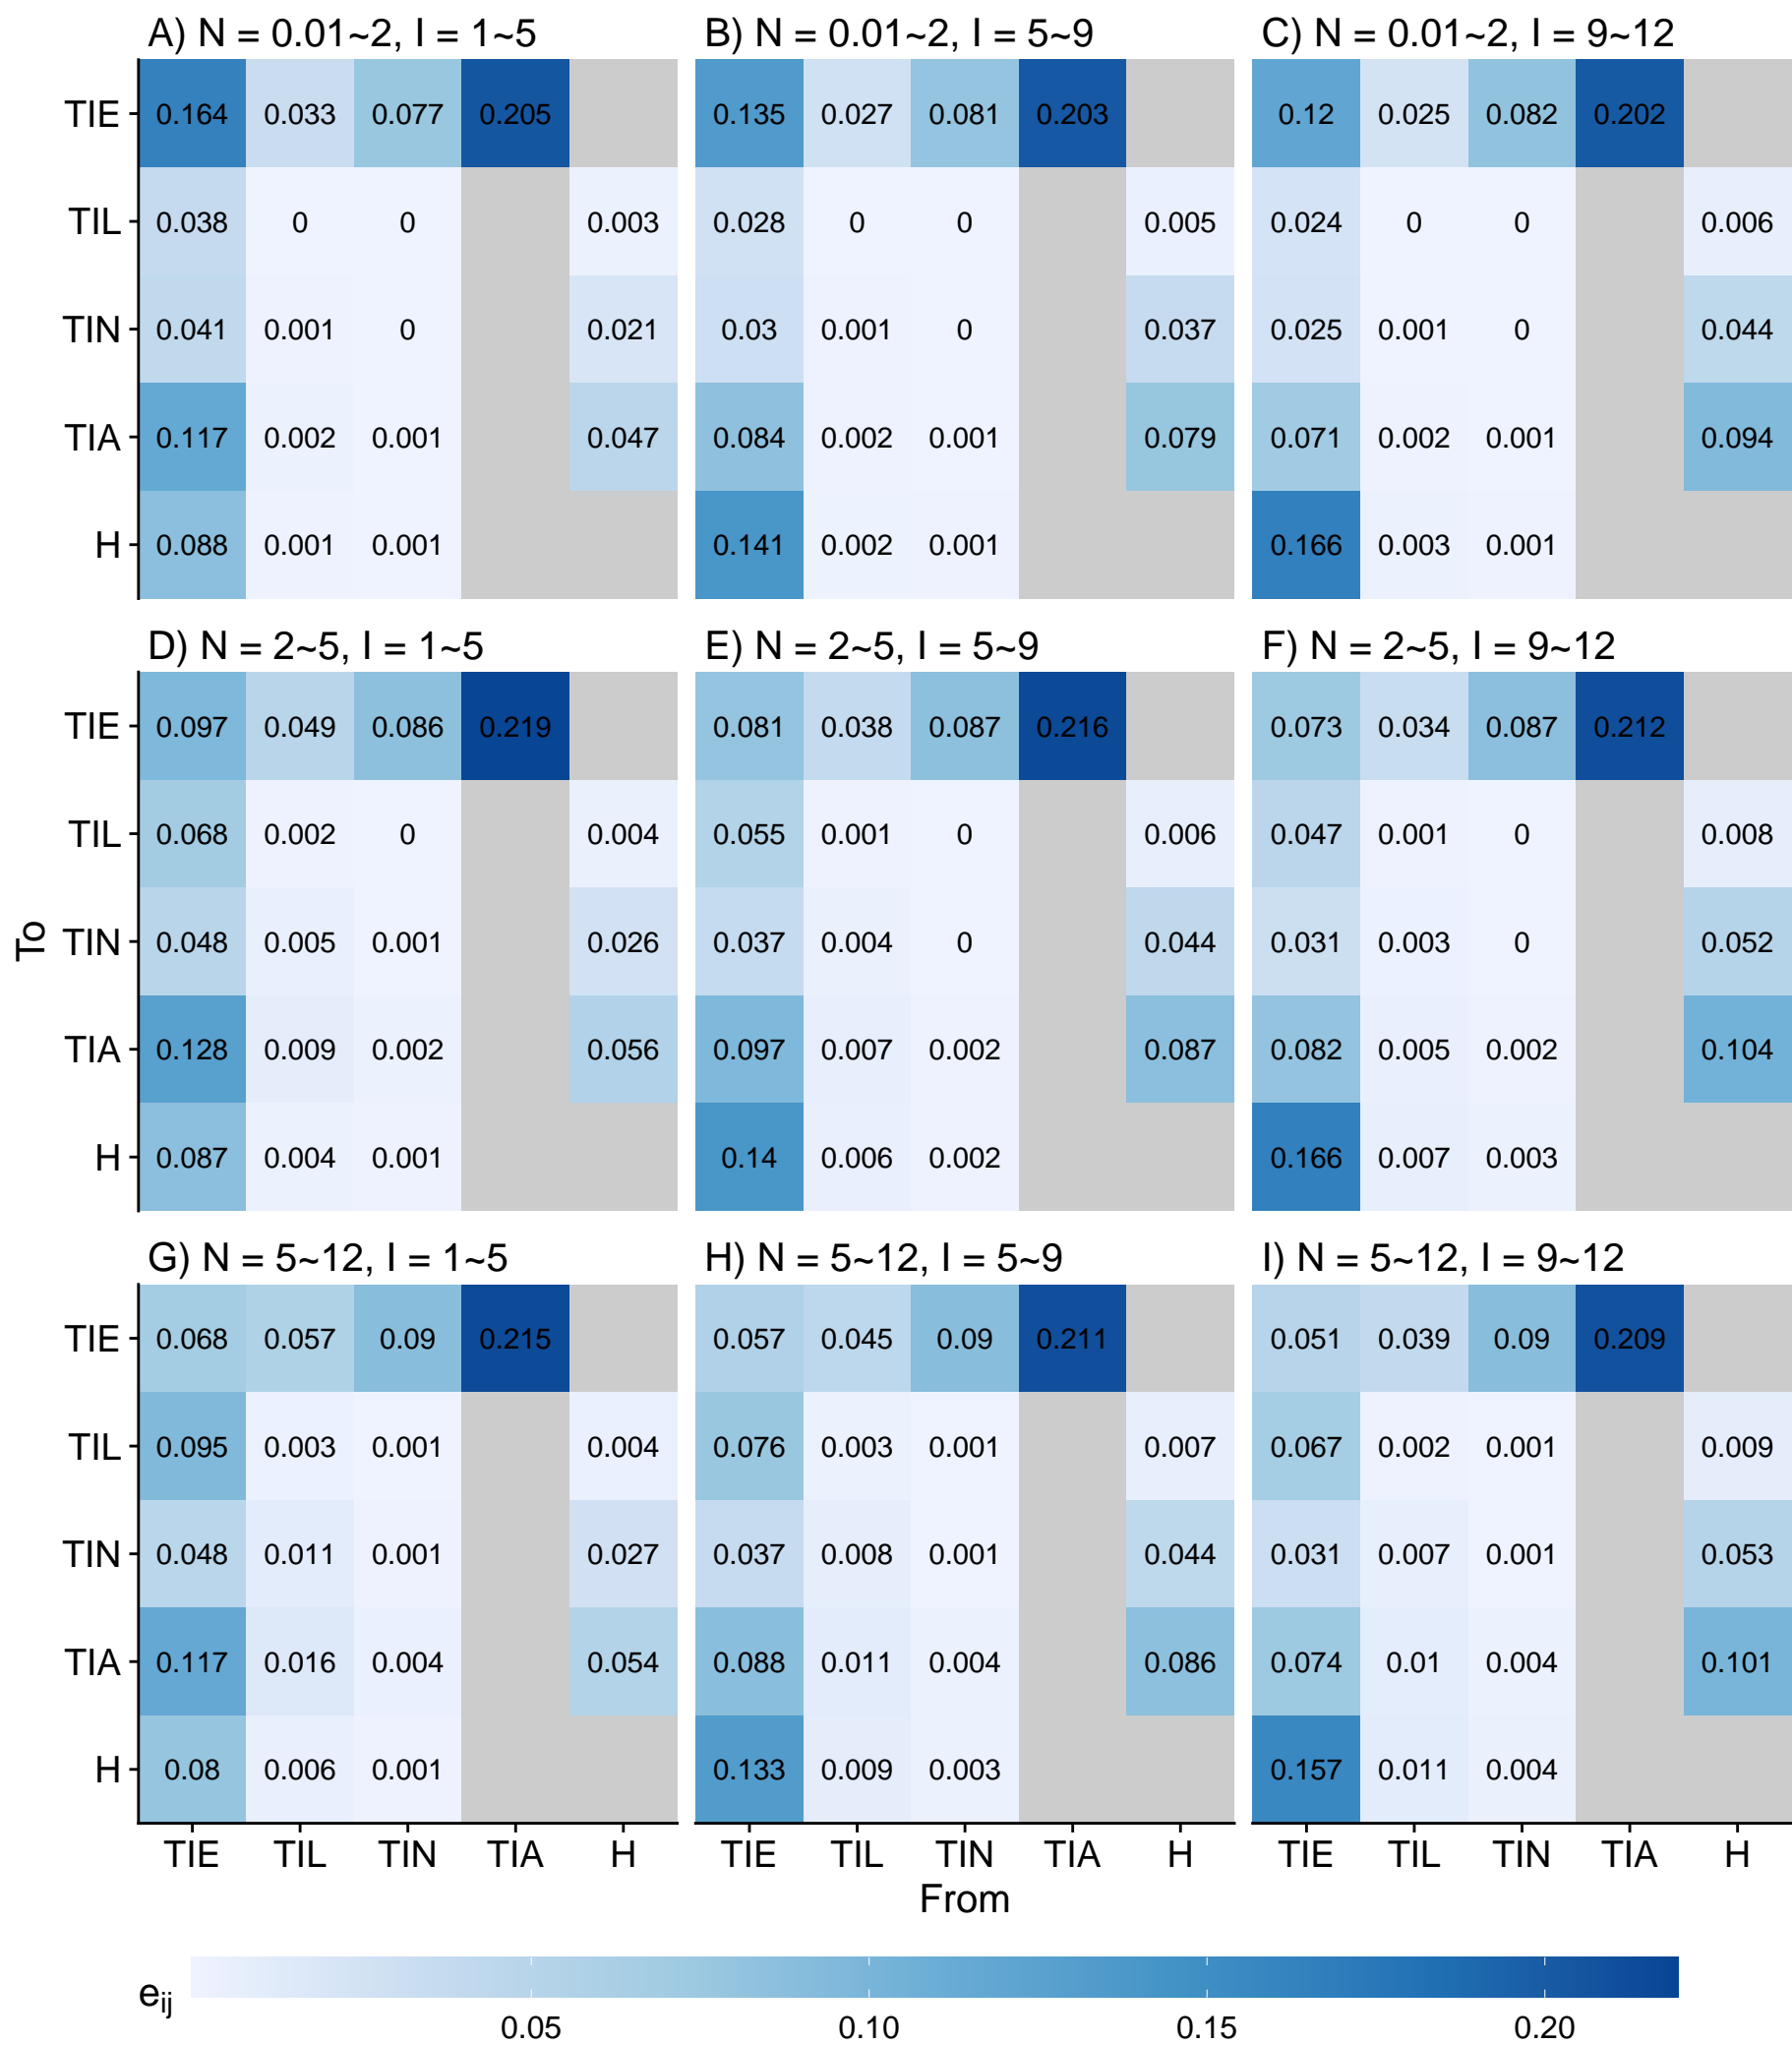 A) N = 0.01~2, I = 1~5 B) N = 0.01~2, I = 5~9 C) N = 0.01~2, I = 9~12
TIE 0.164 0.033 0.077 0.205 0.135 0.027 0.081 0.203 0.12 0.025 0.082 0.202
TIL 0.038 0 0 0.003 0.028 0 0 0.005 0.024 0 0 0.006
TIN 0.041 0.001 0 0.021 0.03 0.001 0 0.037 0.025 0.001 0 0.044
TIA 0.117 0.002 0.001 0.047 0.084 0.002 0.001 0.079 0.071 0.002 0.001 0.094
H 0.088 0.001 0.001 0.141 0.002 0.001 0.166 0.003 0.001
D) N = 2~5, I = 1~5 E) N = 2~5, I = 5~9 F) N = 2~5, I = 9~12
TIE 0.097 0.049 0.086 0.219 0.081 0.038 0.087 0.216 0.073 0.034 0.087 0.212
TIL 0.068 0.002 0 0.004 0.055 0.001 0 0.006 0.047 0.001 0 0.008
To
TIN 0.048 0.005 0.001 0.026 0.037 0.004 0 0.044 0.031 0.003 0 0.052
TIA 0.128 0.009 0.002 0.056 0.097 0.007 0.002 0.087 0.082 0.005 0.002 0.104
H 0.087 0.004 0.001 0.14 0.006 0.002 0.166 0.007 0.003
G) N = 5~12, I = 1~5 H) N = 5~12, I = 5~9 I) N = 5~12, I = 9~12
TIE 0.068 0.057 0.09 0.215 0.057 0.045 0.09 0.211 0.051 0.039 0.09 0.209
TIL 0.095 0.003 0.001 0.004 0.076 0.003 0.001 0.007 0.067 0.002 0.001 0.009
TIN 0.048 0.011 0.001 0.027 0.037 0.008 0.001 0.044 0.031 0.007 0.001 0.053
TIA 0.117 0.016 0.004 0.054 0.088 0.011 0.004 0.086 0.074 0.01 0.004 0.101
H 0.08 0.006 0.001 0.133 0.009 0.003 0.157 0.011 0.004
TIE TIL TIN TIA H TIE TIL TIN TIA H TIE TIL TIN TIA H
From
eij
0.05 0.10 0.15 0.20